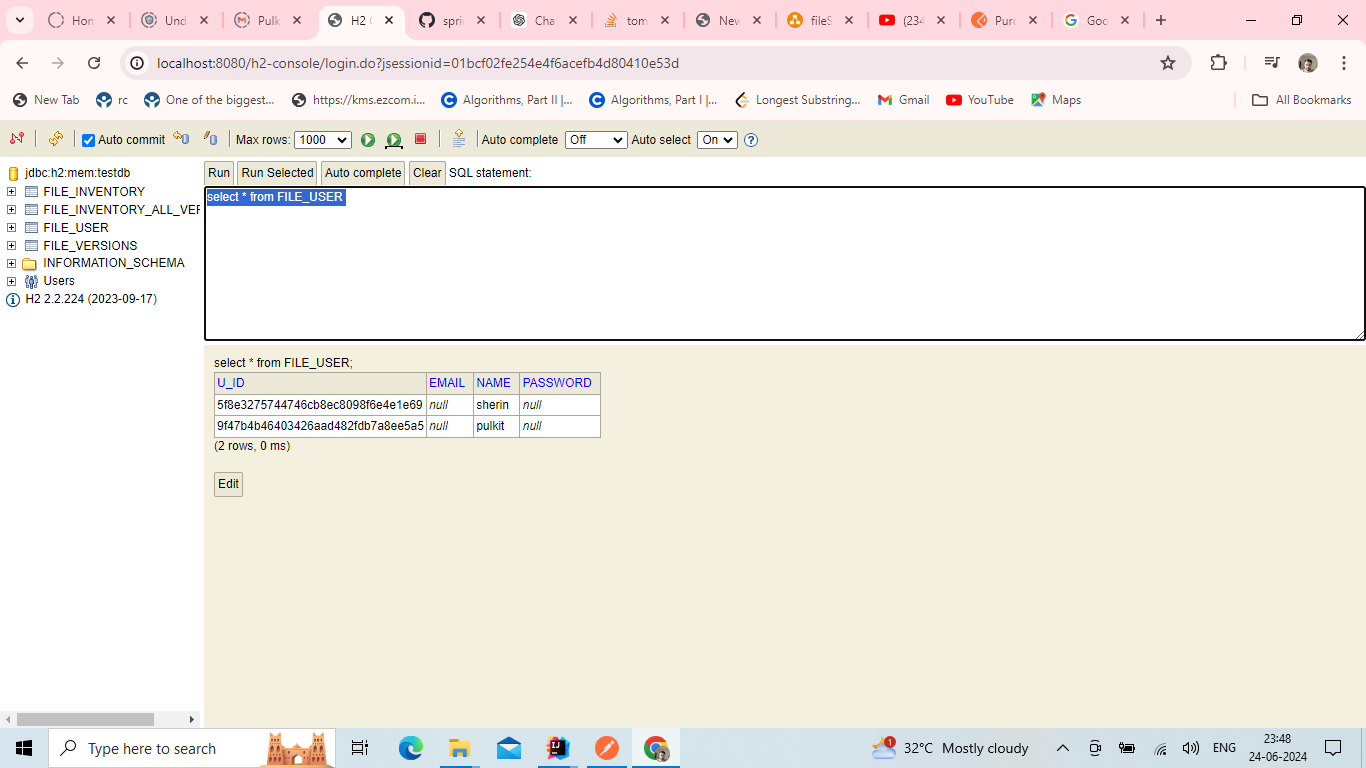 Hon
Und
Pulk
H2 (
spri
Cha
tom
New
fileS
(234
Purc
Goo
localhost:8080/h2-console/login.do?jsessionid=01bcf02fe254e4f6acefb4d80410e53d
New Tab
rc
One of the biggest...
https://kms.ezcom.i...
Algorithms, Part II |...
Algorithms, Part I |...
Longest Substring...
Gmail
YouTube
Maps
All Bookmarks
Auto commit
Max rows: 1000
Auto complete Off
Auto select On
jdbc:h2:mem:testdb
FILE_INVENTORY
FILE_INVENTORY_ALL_VER
FILE_USER
FILE_VERSIONS
INFORMATION_SCHEMA
Users
H2 2.2.224 (2023-09-17)
Run Run Selected Auto complete Clear SQL statement:
select * from FILE_USER
select * from FILE_USER;
U_ID EMAIL NAME PASSWORD
5f8e3275744746cb8ec8098f6e4e1e69 null sherin null
9f47b4b46403426aad482fdb7a8ee5a5 null pulkit null
(2 rows, 0 ms)
Edit
Type here to search
1
32°C Mostly cloudy
ENG
23:48
24-06-2024